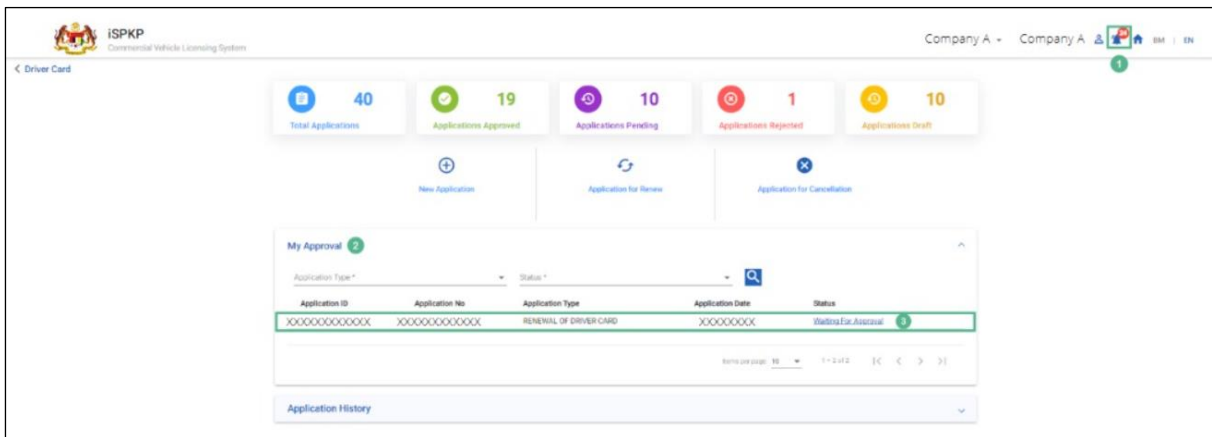 iSPKP
Commercial Vehicle Licensing System
Company A Company A BM | EN
1
Driver Card
40 19 10 1 10
Total Applications Applications Approved Applications Pending Applications Rejected Applications Draft
New Application Application for Renew Application for Cancellation
My Approval 2
Application Type * Status *
Application ID Application No Application Type Application Date Status
XXXXXXXXXXXX XXXXXXXXXXXX RENEWAL OF DRIVER CARD XXXXXXXX Waiting For Approval 3
Items per page: 10 1 - 2 of 2
Application History